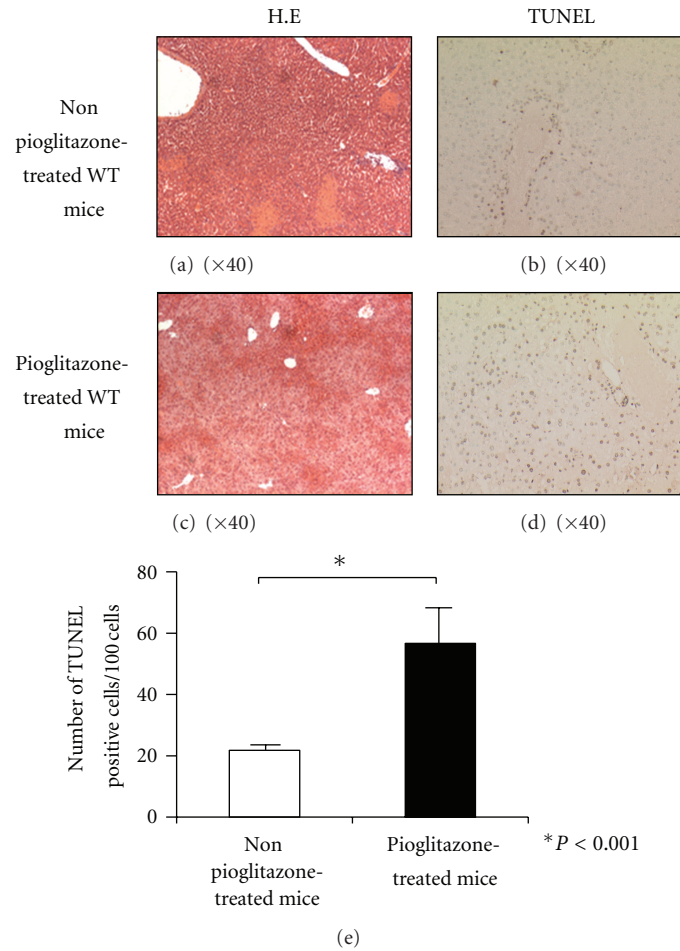 H.E
TUNEL
Non
pioglitazone-
treated WT
mice
(a) (×40)
(b) (×40)
Pioglitazone-
treated WT
mice
(c) (×40)
(d) (×40)
Number of TUNEL
positive cells/100 cells
80
60
40
20
0
*
Non
pioglitazone-
treated mice
Pioglitazone-
treated mice
*P < 0.001
(e)